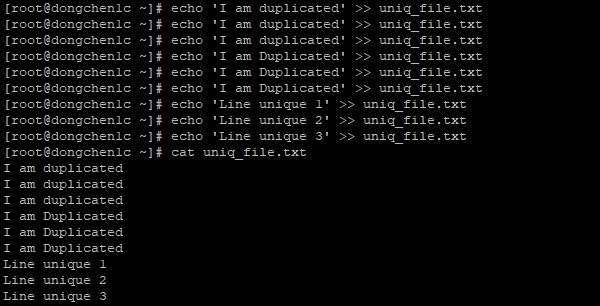 [root@dongchen1c ~]# echo 'I am duplicated' >> uniq_file.txt
[root@dongchen1c ~]# echo 'I am duplicated' >> uniq_file.txt
[root@dongchen1c ~]# echo 'I am duplicated' >> uniq_file.txt
[root@dongchen1c ~]# echo 'I am Duplicated' >> uniq_file.txt
[root@dongchen1c ~]# echo 'I am Duplicated' >> uniq_file.txt
[root@dongchen1c ~]# echo 'I am Duplicated' >> uniq_file.txt
[root@dongchen1c ~]# echo 'Line unique 1' >> uniq_file.txt
[root@dongchen1c ~]# echo 'Line unique 2' >> uniq_file.txt
[root@dongchen1c ~]# echo 'Line unique 3' >> uniq_file.txt
[root@dongchen1c ~]# cat uniq_file.txt
I am duplicated
I am duplicated
I am duplicated
I am Duplicated
I am Duplicated
I am Duplicated
Line unique 1
Line unique 2
Line unique 3